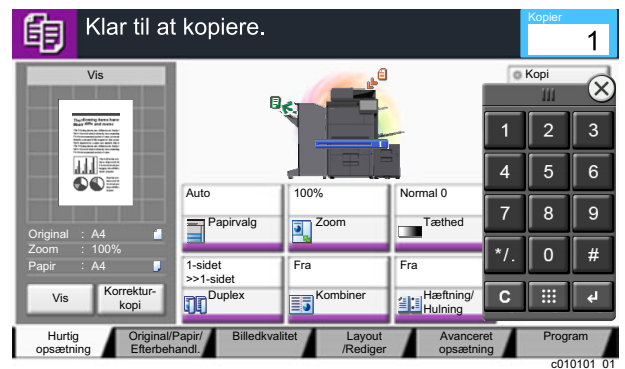 Klar til at kopiere.
Kopier
1
Vis
Kopi
Original : A4
Zoom : 100%
Papir : A4
Vis
Korrektur-
kopi
Auto
Papirvalg
100%
Zoom
Normal 0
Tæthed
1-sidet
>>1-sidet
Duplex
Fra
Kombiner
Fra
Hæftning/
Hulning
1 2 3
4 5 6
7 8 9
*/. 0 #
C
Hurtig
opsætning
Original/Papir/
Efterbehandl.
Billedkvalitet
Layout
/Rediger
Avanceret
opsætning
Program
c010101_01